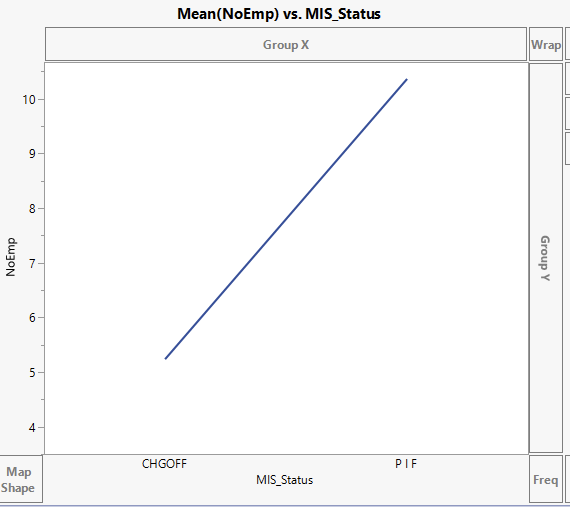 Mean(NoEmp) vs. MIS_Status
Group X
Wrap
10
9
8
7
6
5
4
NoEmp
Group Y
CHGOFF
P I F
MIS_Status
Map
Shape
Freq